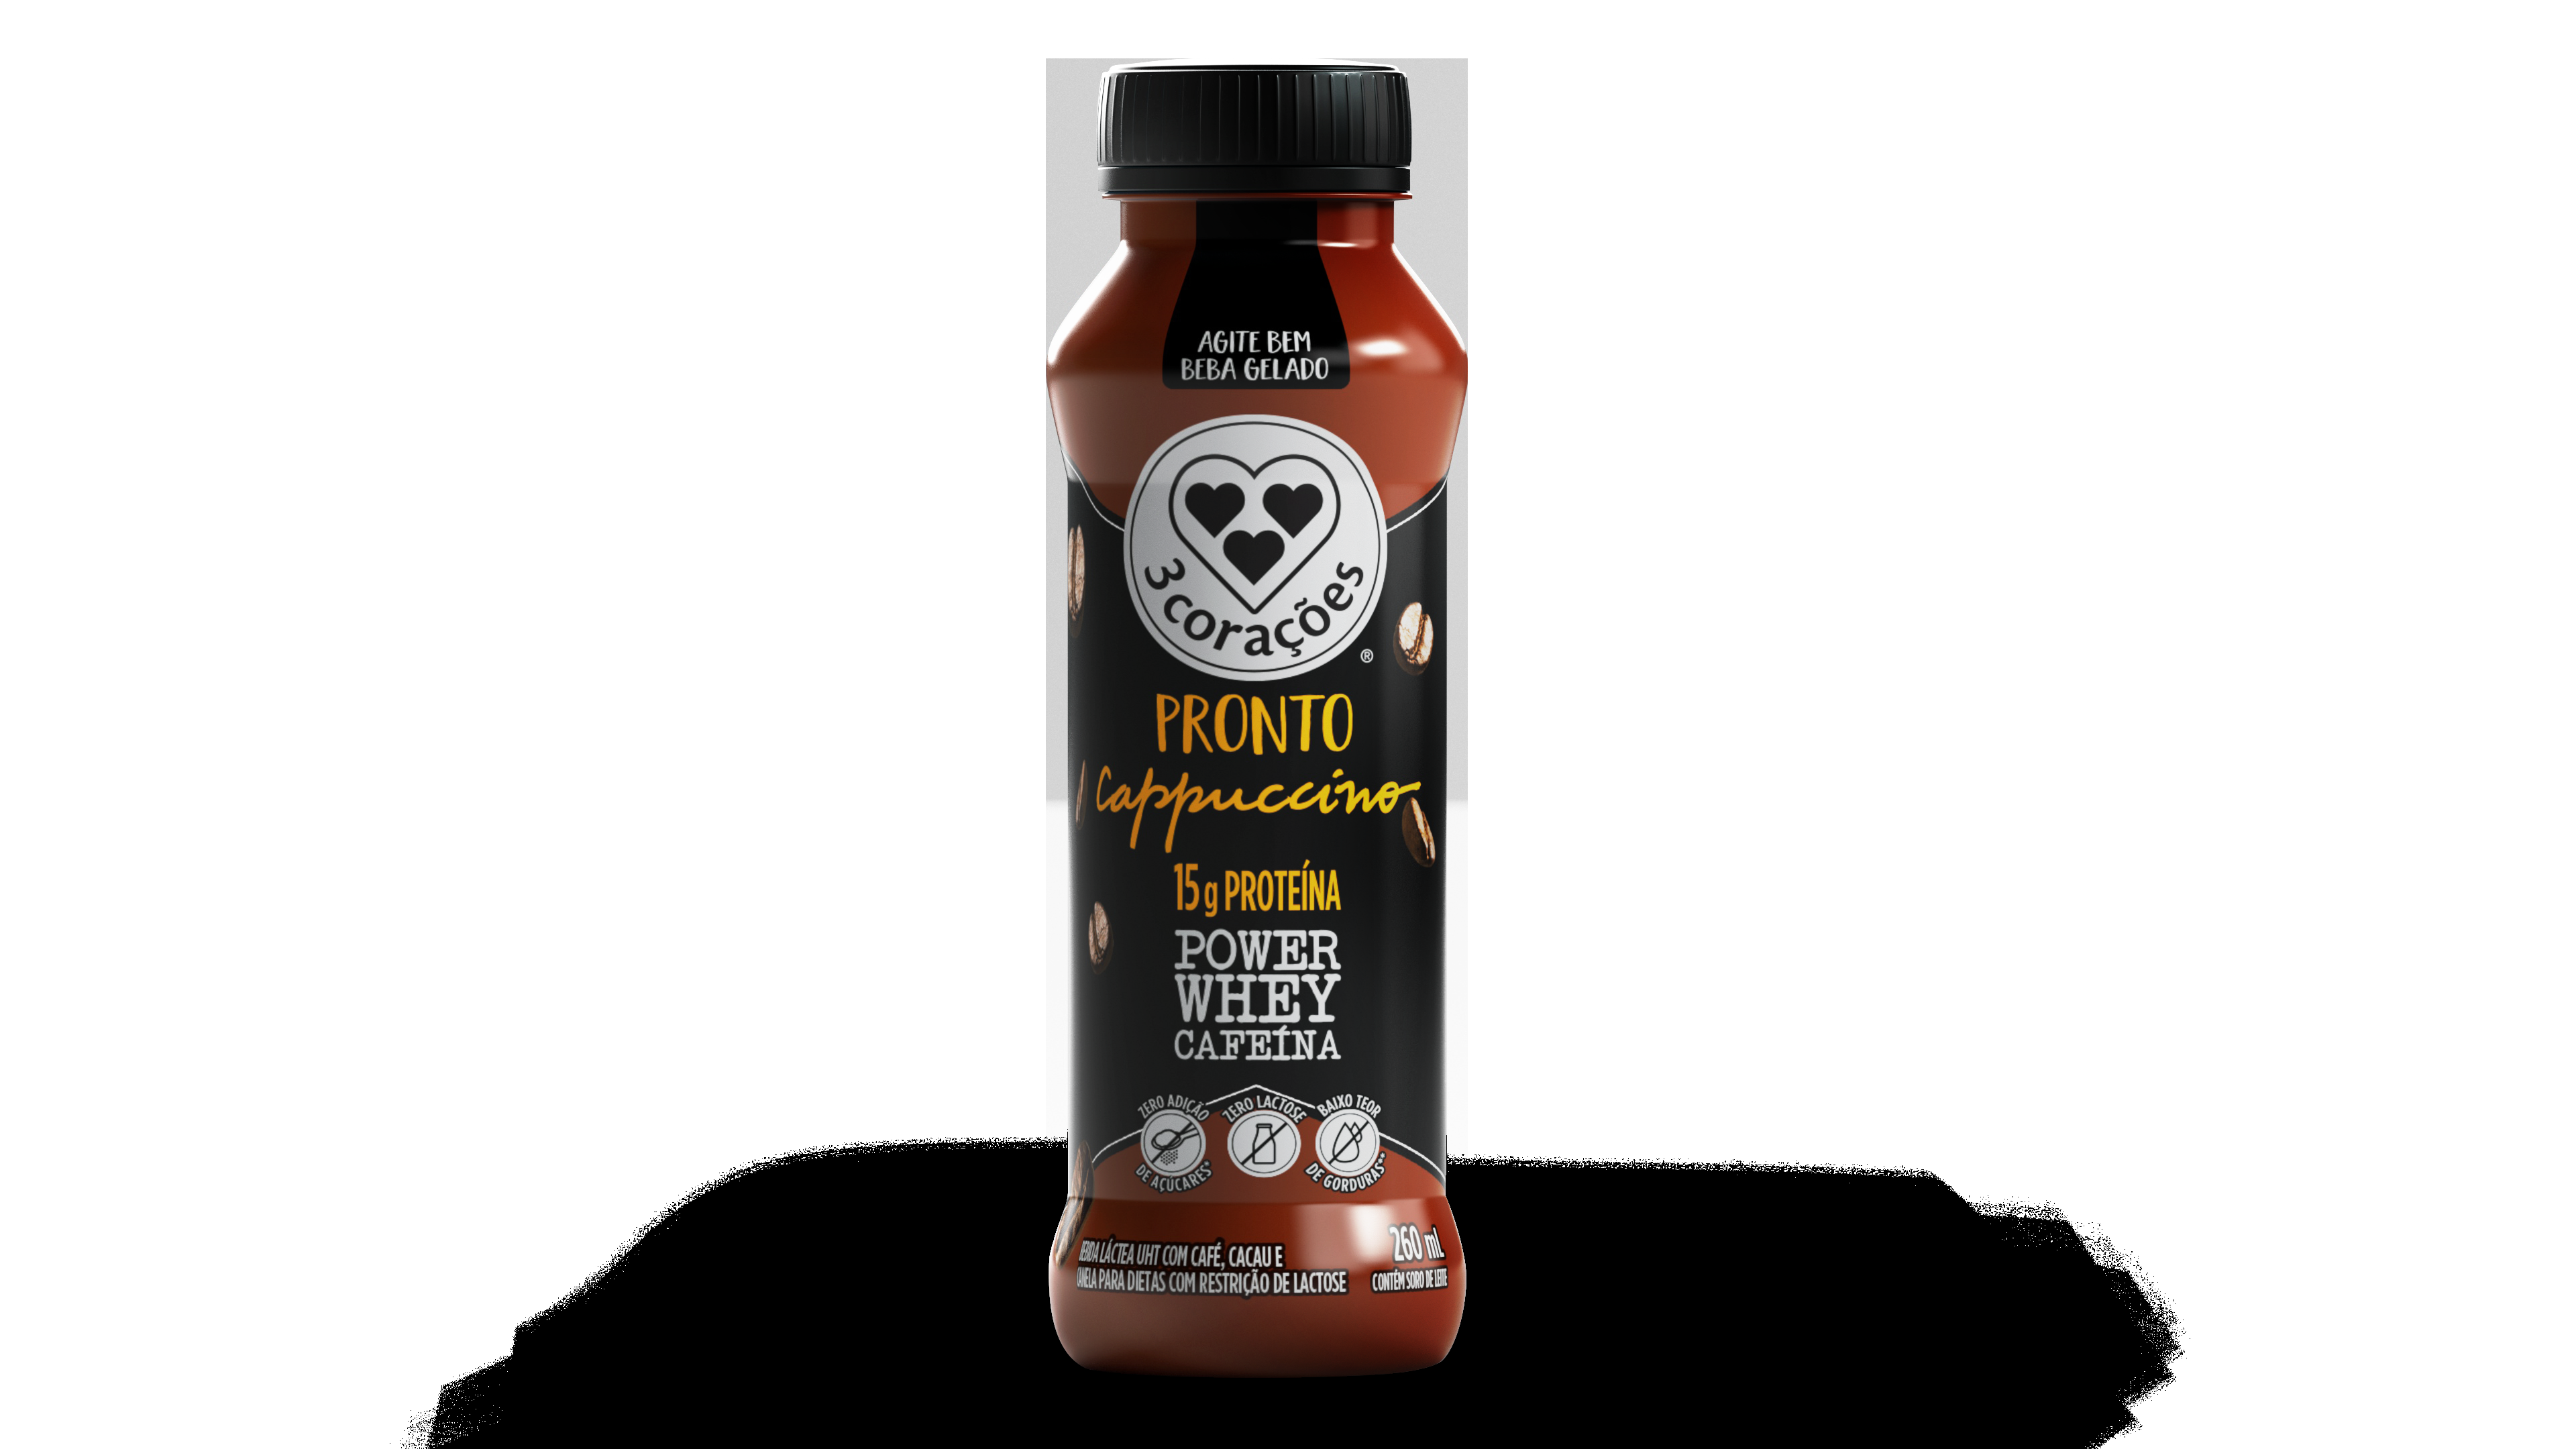 AGITE BEM
BEBA GELADO
3 corações
®
PRONTO
Cappuccino
15 g PROTEÍNA
POWER
WHEY
CAFEÍNA
ZERO ADIÇÃO DE AÇÚCARES*
ZERO LACTOSE
BAIXO TEOR DE GORDURAS**
LÁCTEA UHT COM CAFÉ, CACAU E
PARA DIETAS COM RESTRIÇÃO DE LACTOSE
260 mL
CONTÉM SORO DE LEITE